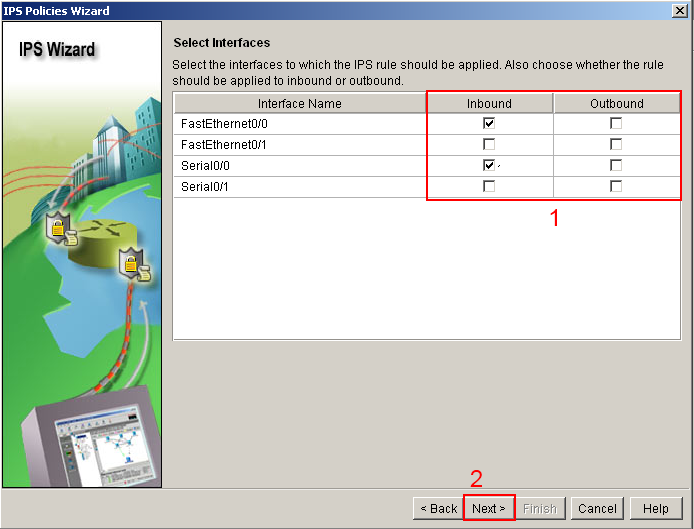 IPS Policies Wizard
IPS Wizard
Select Interfaces
Select the interfaces to which the IPS rule should be applied. Also choose whether the rule
should be applied to inbound or outbound.
Interface Name Inbound Outbound
FastEthernet0/0
FastEthernet0/1
Serial0/0
Serial0/1
1
2
< Back Next > Finish Cancel Help